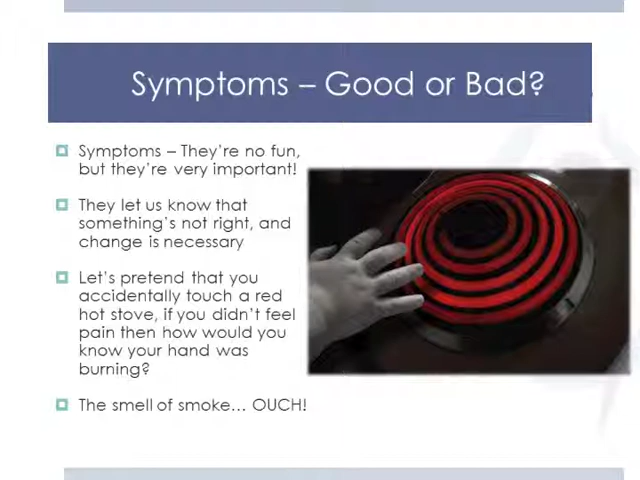 Symptoms – Good or Bad?
Symptoms – They're no fun,
but they're very important!
They let us know that
something's not right, and
change is necessary
Let's pretend that you
accidentally touch a red
hot stove, if you didn't feel
pain then how would you
know your hand was
burning?
The smell of smoke… OUCH!